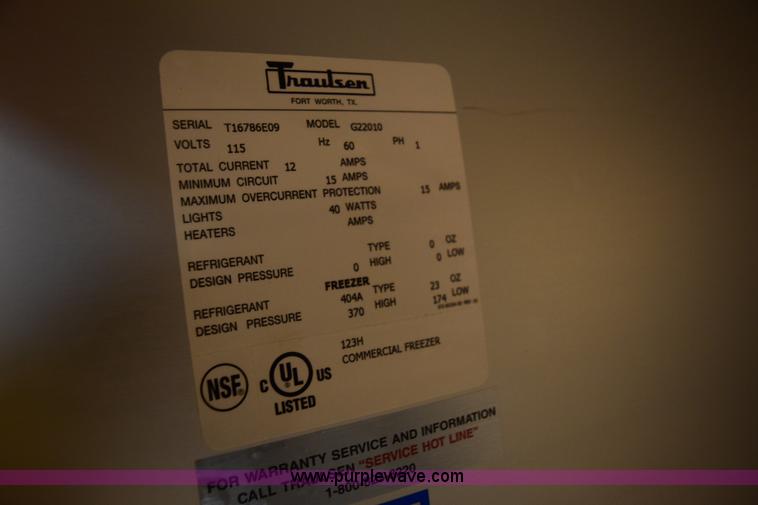 Traulsen
FORT WORTH, TX.
SERIAL T16786E09 MODEL G22010
VOLTS 115 Hz 60 PH 1
TOTAL CURRENT 12 AMPS
MINIMUM CIRCUIT 15 AMPS
MAXIMUM OVERCURRENT PROTECTION 15 AMPS
LIGHTS 40 WATTS
HEATERS AMPS
REFRIGERANT TYPE 0 OZ
DESIGN PRESSURE 0 HIGH 0 LOW
FREEZER
REFRIGERANT 404A TYPE 23 OZ
DESIGN PRESSURE 370 HIGH 174 LOW
123H
COMMERCIAL FREEZER
NSF®
C UL® US
LISTED
FOR WARRANTY SERVICE AND INFORMATION
CALL TRAULSEN "SERVICE HOT LINE"
1-800-
www.purplewave.com